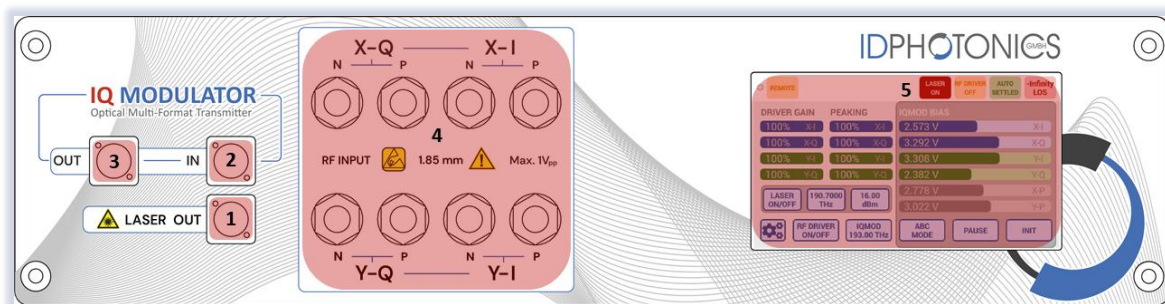 X-Q X-I
N P N P
IQ MODULATOR
Optical Multi-Format Transmitter
OUT 3 IN 2
LASER OUT 1
4
RF INPUT 1.85 mm Max. 1Vpp
N P N P
Y-Q Y-I
IDPHOTONICS
GMBH
REMOTE 5 LASER ON RF DRIVER OFF AUTO SETTLED -Infinity LOS
DRIVER GAIN PEAKING IQMOD BIAS
100% X-I 100% X-I 2.573 V X-I
100% X-Q 100% X-Q 3.292 V X-Q
100% Y-I 100% Y-I 3.308 V Y-I
100% Y-Q 100% Y-Q 2.382 V Y-Q
2.778 V X-P
3.022 V Y-P
LASER ON/OFF 190.7000 THz 16.00 dBm
RF DRIVER ON/OFF IQMOD 193.00 THz ABC MODE PAUSE INIT